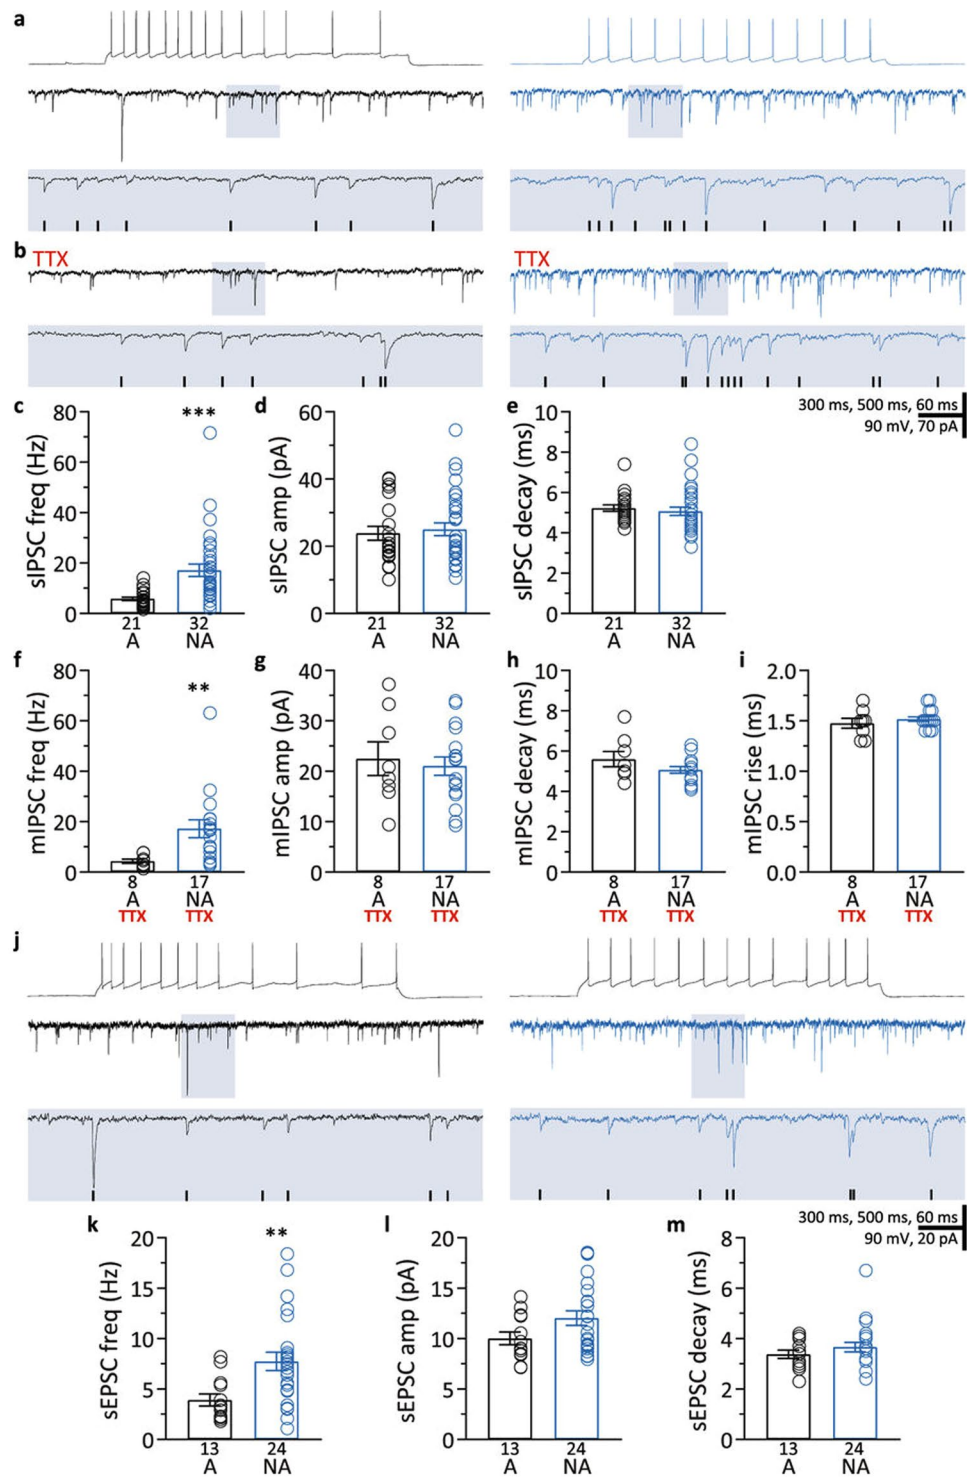 a
b
TTX
TTX
300 ms, 500 ms, 60 ms
90 mV, 70 pA
c
***
80
60
40
20
0
sIPSC freq (Hz)
21
32
A
NA
d
60
40
20
0
sIPSC amp (pA)
21
32
A
NA
e
10
8
6
4
2
0
sIPSC decay (ms)
21
32
A
NA
f
**
80
60
40
20
0
mIPSC freq (Hz)
8
17
A
NA
TTX
TTX
g
40
30
20
10
0
mIPSC amp (pA)
8
17
A
NA
TTX
TTX
h
10
8
6
4
2
0
mIPSC decay (ms)
8
17
A
NA
TTX
TTX
i
2.0
1.5
1.0
0.5
0.0
mIPSC rise (ms)
8
17
A
NA
TTX
TTX
j
300 ms, 500 ms, 60 ms
90 mV, 20 pA
k
**
20
15
10
5
0
sEPSC freq (Hz)
13
24
A
NA
l
20
15
10
5
0
sEPSC amp (pA)
13
24
A
NA
m
8
6
4
2
0
sEPSC decay (ms)
13
24
A
NA